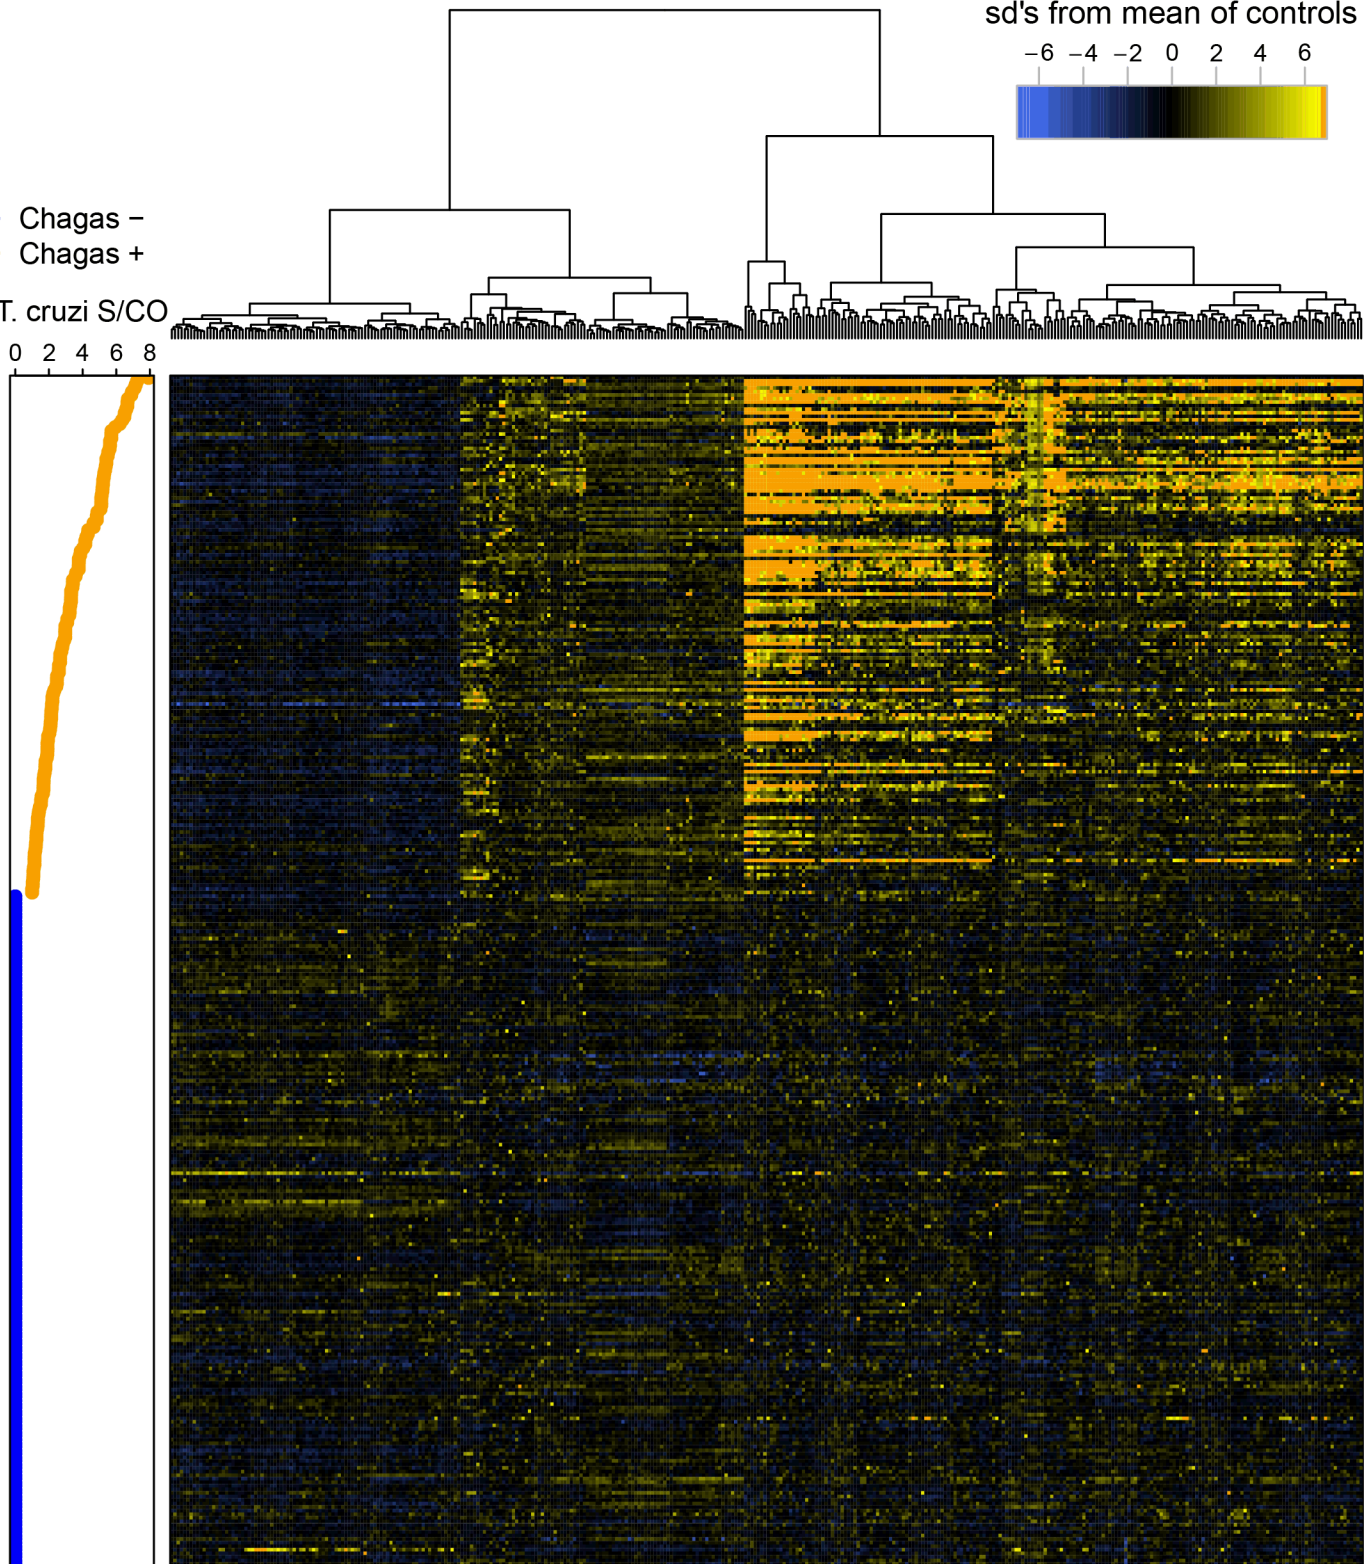 sd's from mean of controls
−6 −4 −2 0 2 4 6
Chagas −
Chagas +
T. cruzi S/CO
0 2 4 6 8